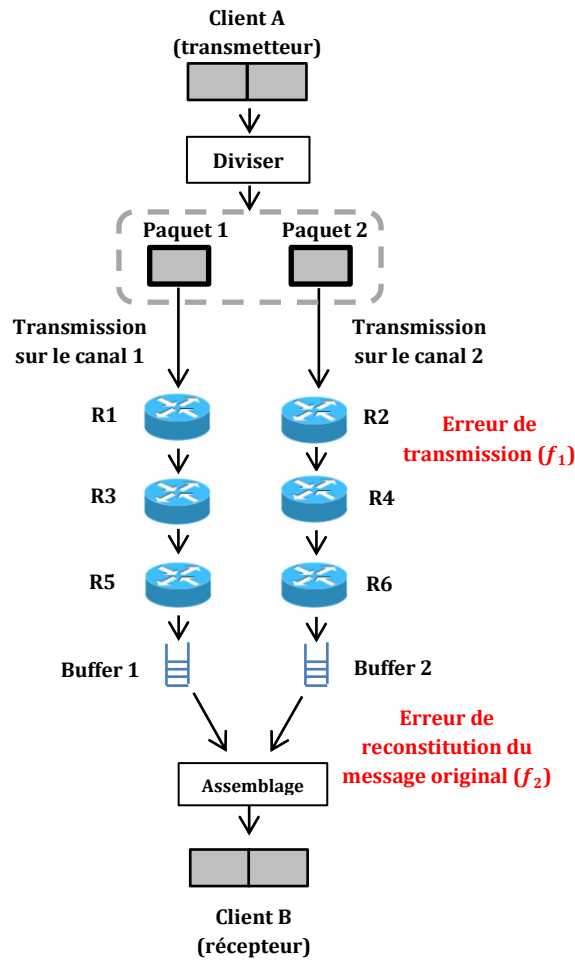 Client A
(transmetteur)
Diviser
Paquet 1
Paquet 2
Transmission
sur le canal 1
Transmission
sur le canal 2
R1
R2
Erreur de
transmission (f₁)
R3
R4
R5
R6
Buffer 1
Buffer 2
Erreur de
reconstitution du
message original (f₂)
Assemblage
Client B
(récepteur)